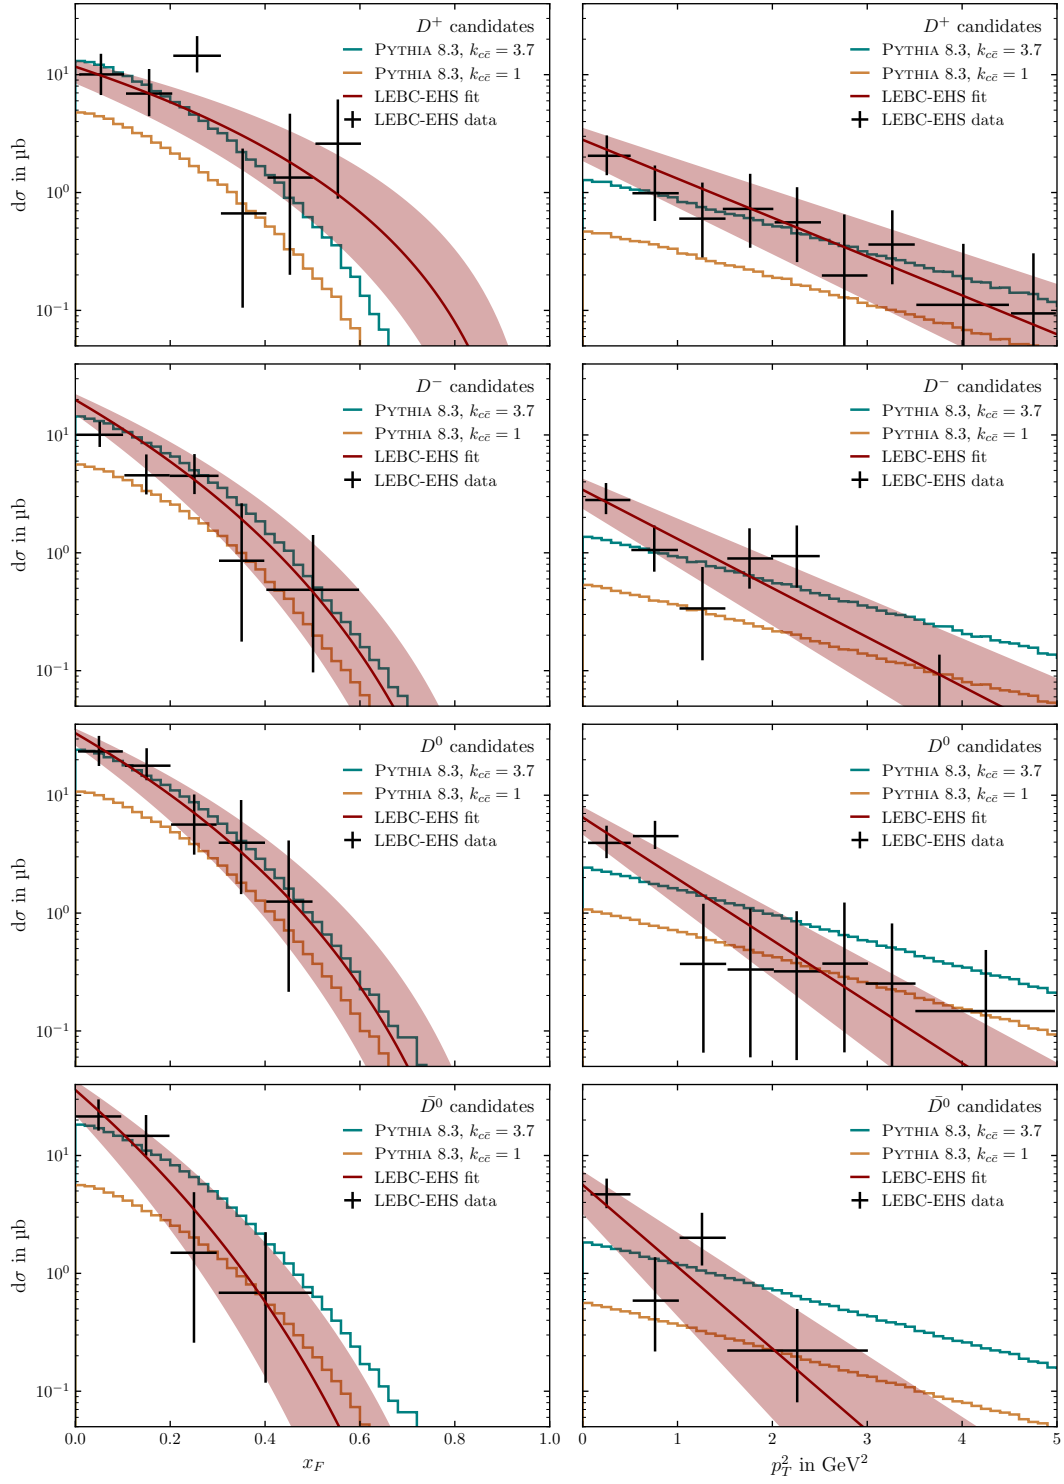 D⁺ candidates
PYTHIA 8.3, k_{cc̄} = 3.7
PYTHIA 8.3, k_{cc̄} = 1
LEBC-EHS fit
LEBC-EHS data
dσ in μb
10¹
10⁰
10⁻¹
D⁺ candidates
PYTHIA 8.3, k_{cc̄} = 3.7
PYTHIA 8.3, k_{cc̄} = 1
LEBC-EHS fit
LEBC-EHS data
D⁻ candidates
PYTHIA 8.3, k_{cc̄} = 3.7
PYTHIA 8.3, k_{cc̄} = 1
LEBC-EHS fit
LEBC-EHS data
dσ in μb
10¹
10⁰
10⁻¹
D⁻ candidates
PYTHIA 8.3, k_{cc̄} = 3.7
PYTHIA 8.3, k_{cc̄} = 1
LEBC-EHS fit
LEBC-EHS data
D⁰ candidates
PYTHIA 8.3, k_{cc̄} = 3.7
PYTHIA 8.3, k_{cc̄} = 1
LEBC-EHS fit
LEBC-EHS data
dσ in μb
10¹
10⁰
10⁻¹
D⁰ candidates
PYTHIA 8.3, k_{cc̄} = 3.7
PYTHIA 8.3, k_{cc̄} = 1
LEBC-EHS fit
LEBC-EHS data
D̄⁰ candidates
PYTHIA 8.3, k_{cc̄} = 3.7
PYTHIA 8.3, k_{cc̄} = 1
LEBC-EHS fit
LEBC-EHS data
dσ in μb
10¹
10⁰
10⁻¹
0.0 0.2 0.4 0.6 0.8 1.0
x_F
D̄⁰ candidates
PYTHIA 8.3, k_{cc̄} = 3.7
PYTHIA 8.3, k_{cc̄} = 1
LEBC-EHS fit
LEBC-EHS data
0 1 2 3 4 5
p_T² in GeV²